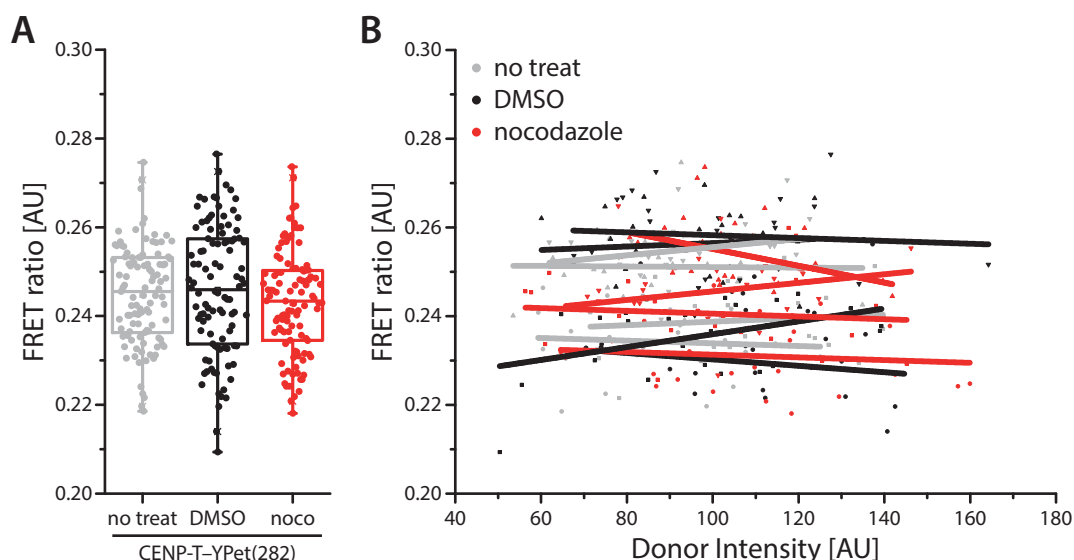 A
B
0.30
0.28
0.26
0.24
0.22
0.20
FRET ratio [AU]
no treat
DMSO
noco
CENP-T–YPet(282)
0.30
0.28
0.26
0.24
0.22
0.20
FRET ratio [AU]
no treat
DMSO
nocodazole
40
60
80
100
120
140
160
180
Donor Intensity [AU]